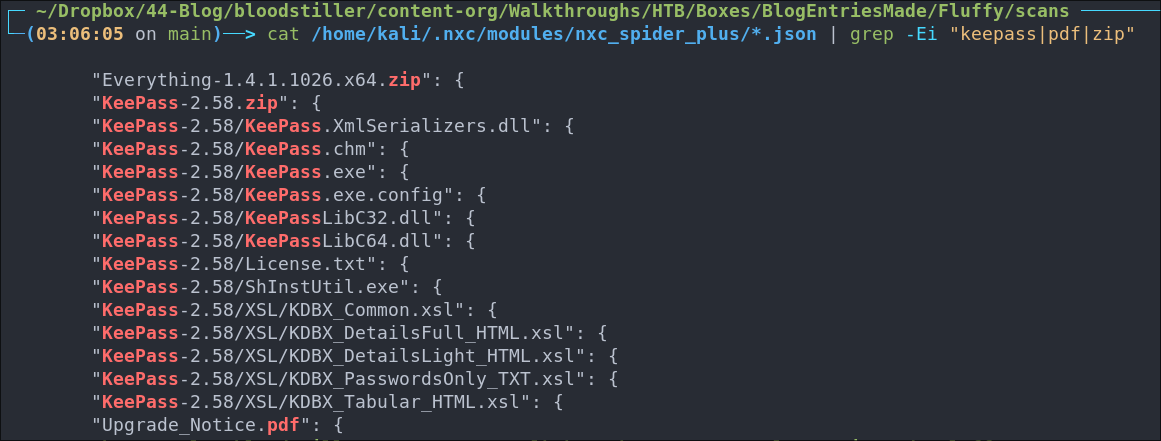 ~/Dropbox/44-Blog/bloodstiller/content-org/Walkthroughs/HTB/Boxes/BlogEntriesMade/Fluffy/scans
(03:06:05 on main)──> cat /home/kali/.nxc/modules/nxc_spider_plus/*.json | grep -Ei "keepass|pdf|zip"
"Everything-1.4.1.1026.x64.zip": {
"KeePass-2.58.zip": {
"KeePass-2.58/KeePass.XmlSerializers.dll": {
"KeePass-2.58/KeePass.chm": {
"KeePass-2.58/KeePass.exe": {
"KeePass-2.58/KeePass.exe.config": {
"KeePass-2.58/KeePassLibC32.dll": {
"KeePass-2.58/KeePassLibC64.dll": {
"KeePass-2.58/License.txt": {
"KeePass-2.58/ShInstUtil.exe": {
"KeePass-2.58/XSL/KDBX_Common.xsl": {
"KeePass-2.58/XSL/KDBX_DetailsFull_HTML.xsl": {
"KeePass-2.58/XSL/KDBX_DetailsLight_HTML.xsl": {
"KeePass-2.58/XSL/KDBX_PasswordsOnly_TXT.xsl": {
"KeePass-2.58/XSL/KDBX_Tabular_HTML.xsl": {
"Upgrade_Notice.pdf": {